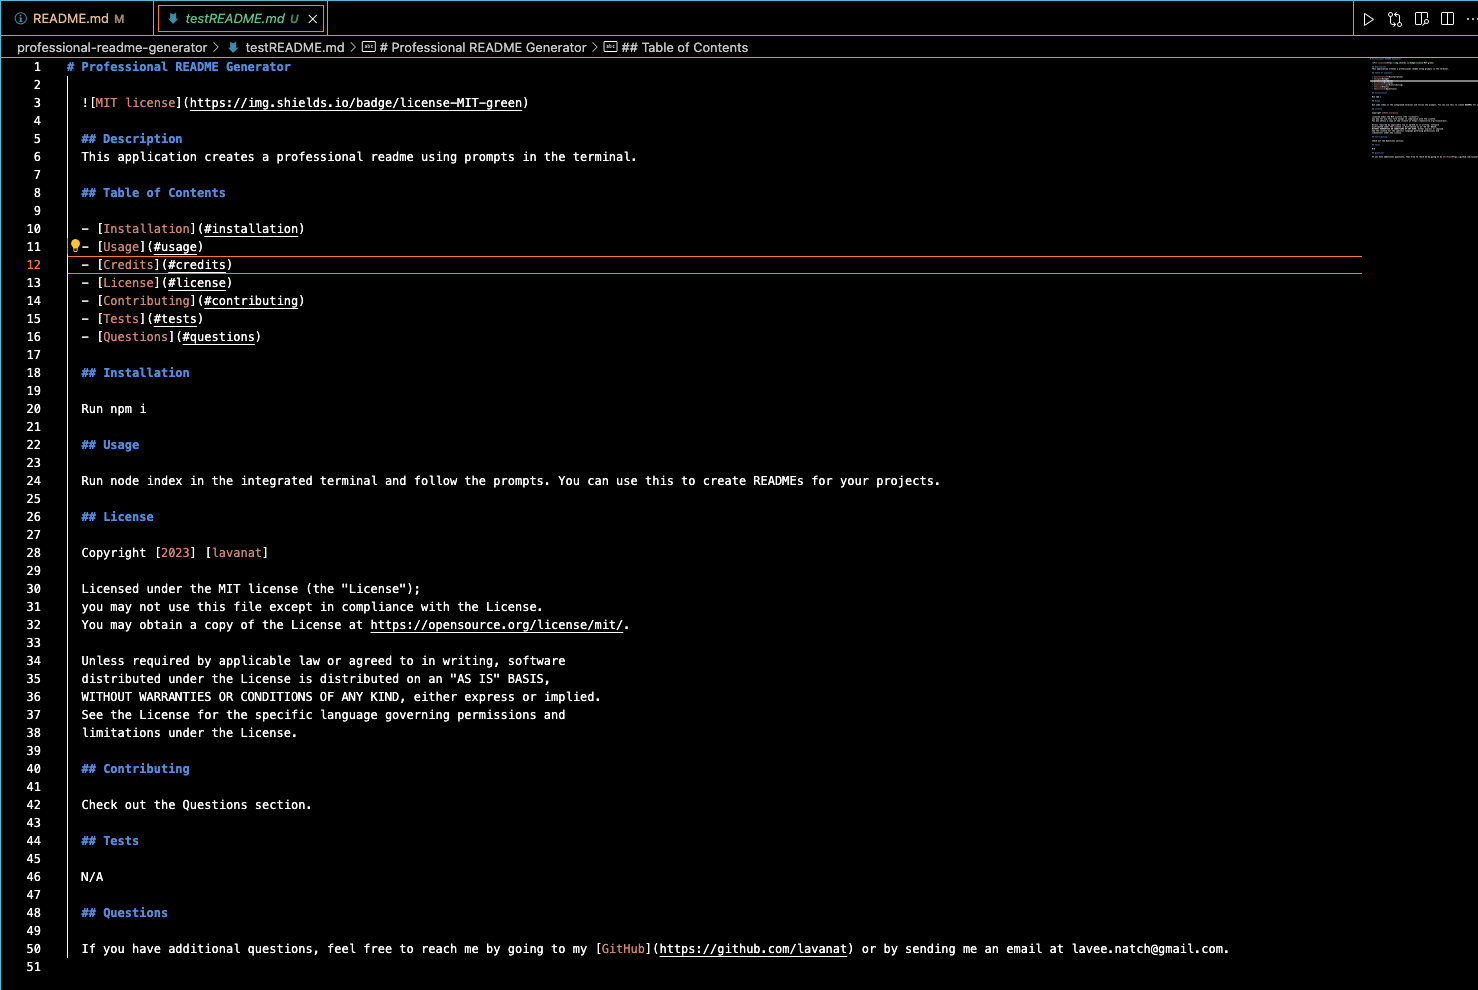 README.md M testREADME.md U
professional-readme-generator > testREADME.md > # Professional README Generator > ## Table of Contents
1 # Professional README Generator
2
3 ![MIT license](https://img.shields.io/badge/license-MIT-green)
4
5 ## Description
6 This application creates a professional readme using prompts in the terminal.
7
8 ## Table of Contents
9
10 - [Installation](#installation)
11 - [Usage](#usage)
12 - [Credits](#credits)
13 - [License](#license)
14 - [Contributing](#contributing)
15 - [Tests](#tests)
16 - [Questions](#questions)
17
18 ## Installation
19
20 Run npm i
21
22 ## Usage
23
24 Run node index in the integrated terminal and follow the prompts. You can use this to create READMEs for your projects.
25
26 ## License
27
28 Copyright [2023] [lavanat]
29
30 Licensed under the MIT license (the "License");
31 you may not use this file except in compliance with the License.
32 You may obtain a copy of the License at https://opensource.org/license/mit/.
33
34 Unless required by applicable law or agreed to in writing, software
35 distributed under the License is distributed on an "AS IS" BASIS,
36 WITHOUT WARRANTIES OR CONDITIONS OF ANY KIND, either express or implied.
37 See the License for the specific language governing permissions and
38 limitations under the License.
39
40 ## Contributing
41
42 Check out the Questions section.
43
44 ## Tests
45
46 N/A
47
48 ## Questions
49
50 If you have additional questions, feel free to reach me by going to my [GitHub](https://github.com/lavanat) or by sending me an email at lavee.natch@gmail.com.
51